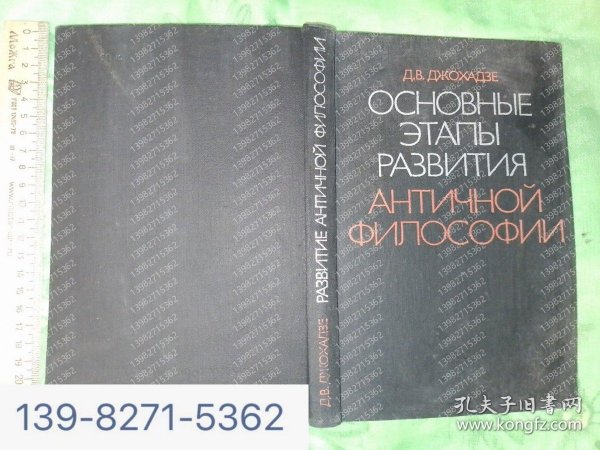 Д.В. ДЖОХАДЗЕ
ОСНОВНЫЕ
ЭТАПЫ
РАЗВИТИЯ
АНТИЧНОЙ
ФИЛОСОФИИ
Д.В. ДЖОХАДЗЕ РАЗВИТИЕ АНТИЧНОЙ ФИЛОСОФИИ
139-8271-5362
13982715362
孔夫子旧书网
www.kongfz.com